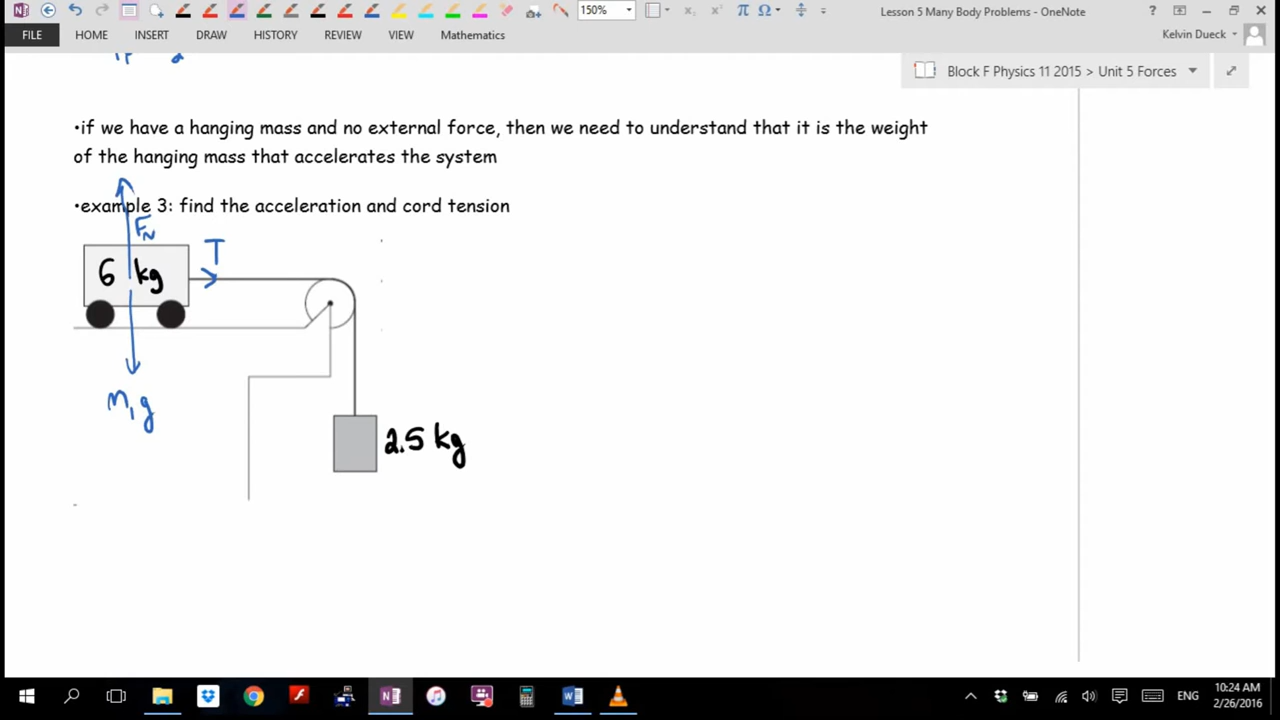 150%
Lesson 5 Many Body Problems - OneNote
FILE HOME INSERT DRAW HISTORY REVIEW VIEW Mathematics
Kelvin Dueck
Block F Physics 11 2015 > Unit 5 Forces
•if we have a hanging mass and no external force, then we need to understand that it is the weight
of the hanging mass that accelerates the system
•example 3: find the acceleration and cord tension
FN
T
6 kg
m1g
2.5 kg
ENG
10:24 AM
2/26/2016